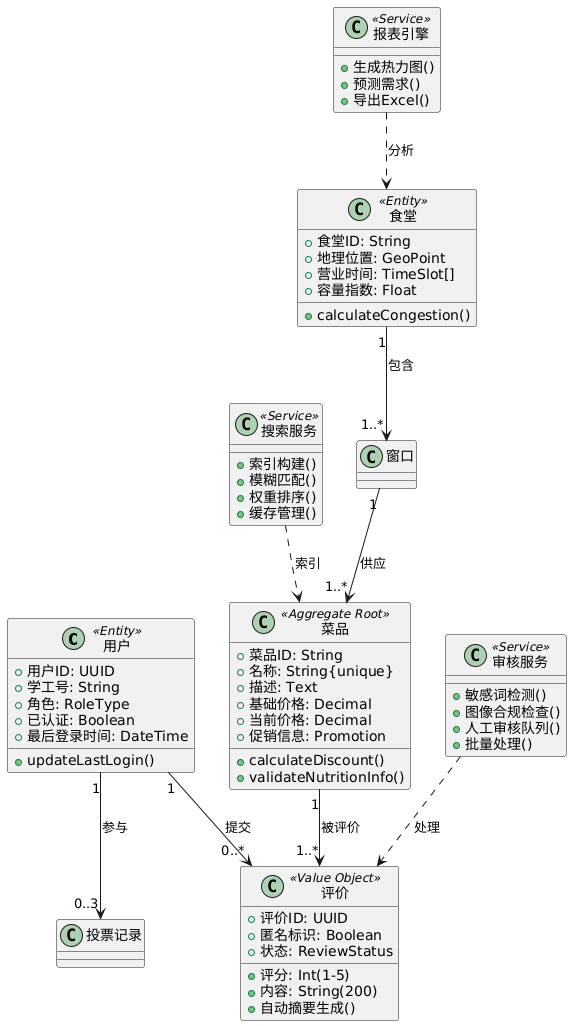 C
«Service»
报表引擎
生成热力图()
预测需求()
导出Excel()
分析
C
«Entity»
食堂
食堂ID: String
地理位置: GeoPoint
营业时间: TimeSlot[]
容量指数: Float
calculateCongestion()
1
包含
1..*
C
«Service»
搜索服务
索引构建()
模糊匹配()
权重排序()
缓存管理()
C
窗口
1
索引
供应
1..*
C
«Entity»
用户
用户ID: UUID
学工号: String
角色: RoleType
已认证: Boolean
最后登录时间: DateTime
updateLastLogin()
C
«Aggregate Root»
菜品
菜品ID: String
名称: String{unique}
描述: Text
基础价格: Decimal
当前价格: Decimal
促销信息: Promotion
calculateDiscount()
validateNutritionInfo()
C
«Service»
审核服务
敏感词检测()
图像合规检查()
人工审核队列()
批量处理()
1
参与
0..3
1
提交
0..*
1
被评价
1..*
处理
C
投票记录
C
«Value Object»
评价
评价ID: UUID
匿名标识: Boolean
状态: ReviewStatus
评分: Int(1-5)
内容: String(200)
自动摘要生成()